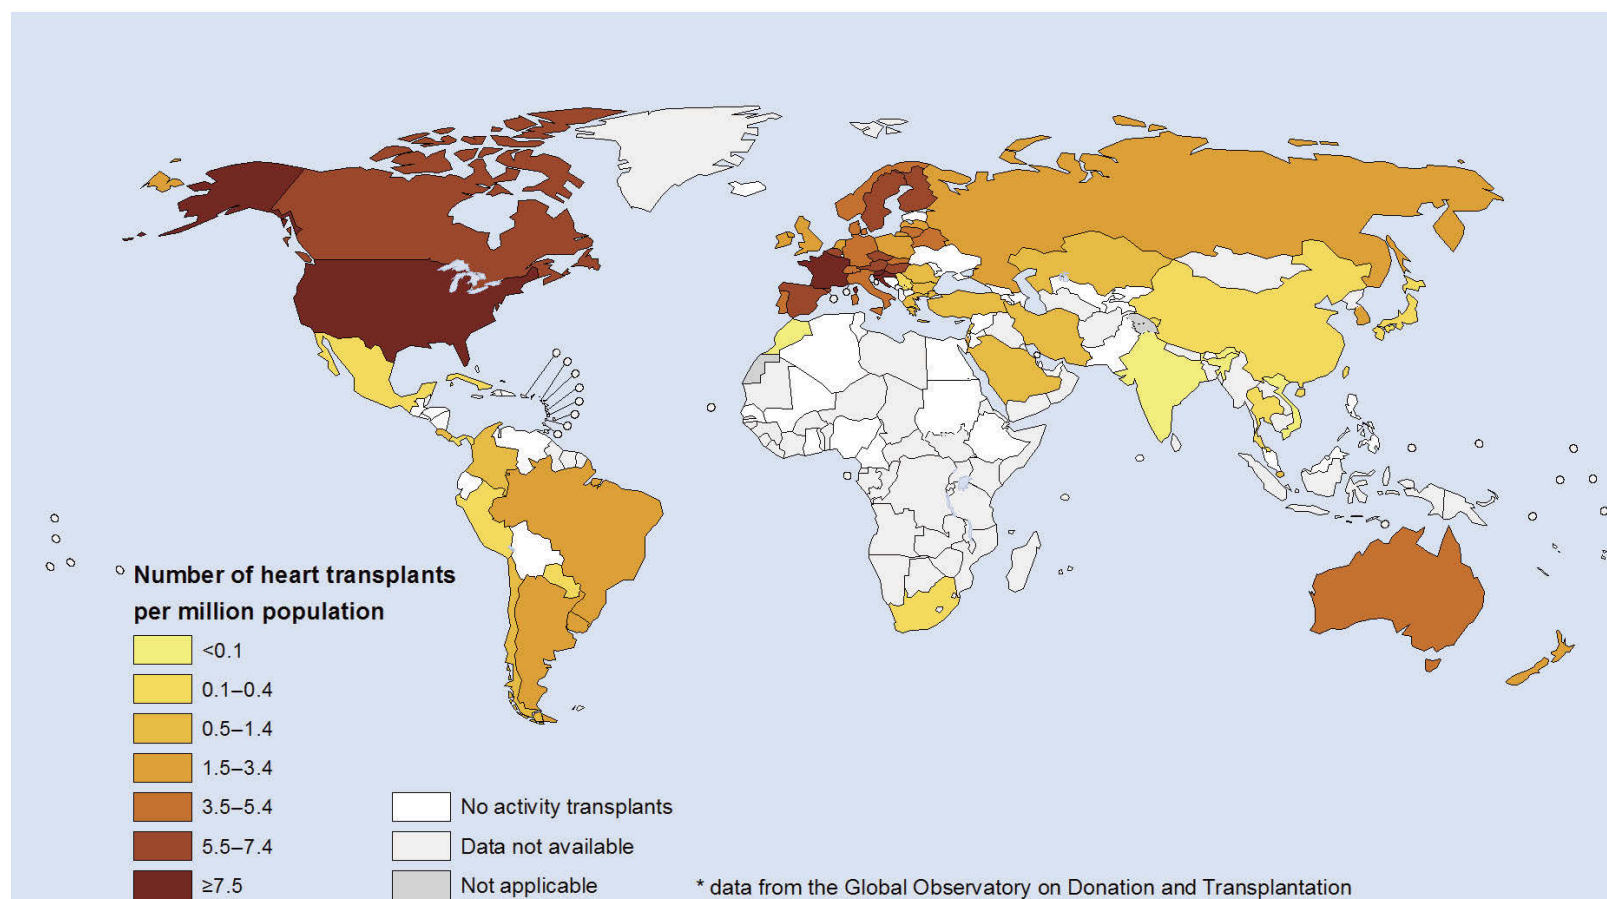 Number of heart transplants
per million population
<0.1
0.1–0.4
0.5–1.4
1.5–3.4
3.5–5.4
5.5–7.4
≥7.5
No activity transplants
Data not available
Not applicable
* data from the Global Observatory on Donation and Transplantation